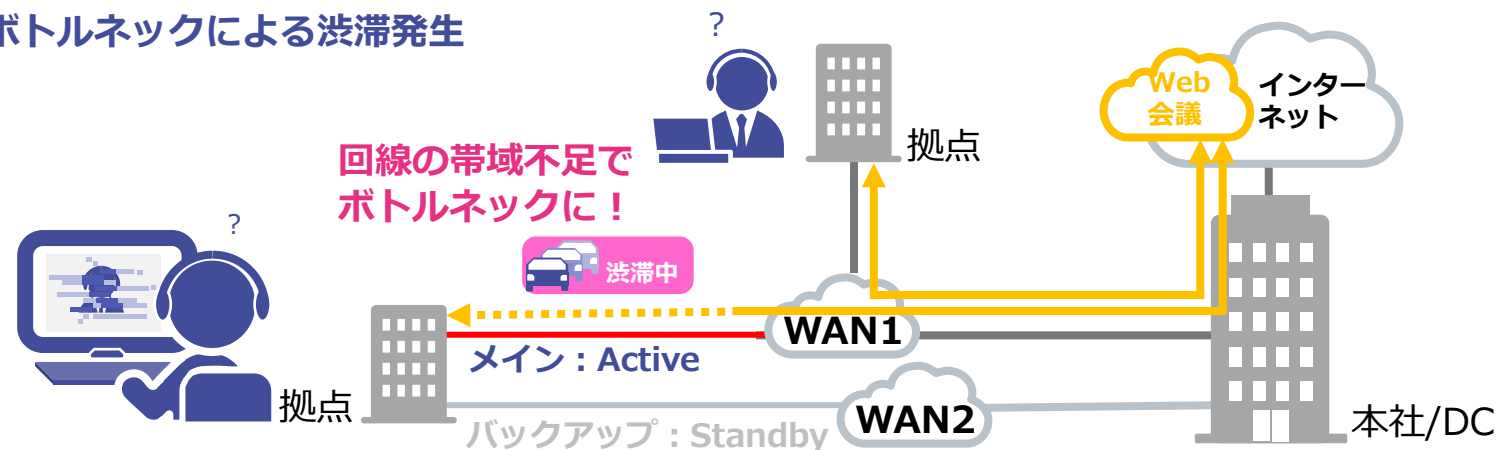 ボトルネックによる渋滞発生
?
Web
会議
インター
ネット
拠点
回線の帯域不足で
ボトルネックに！
?
渋滞中
WAN1
メイン：Active
拠点
WAN2
バックアップ：Standby
本社/DC